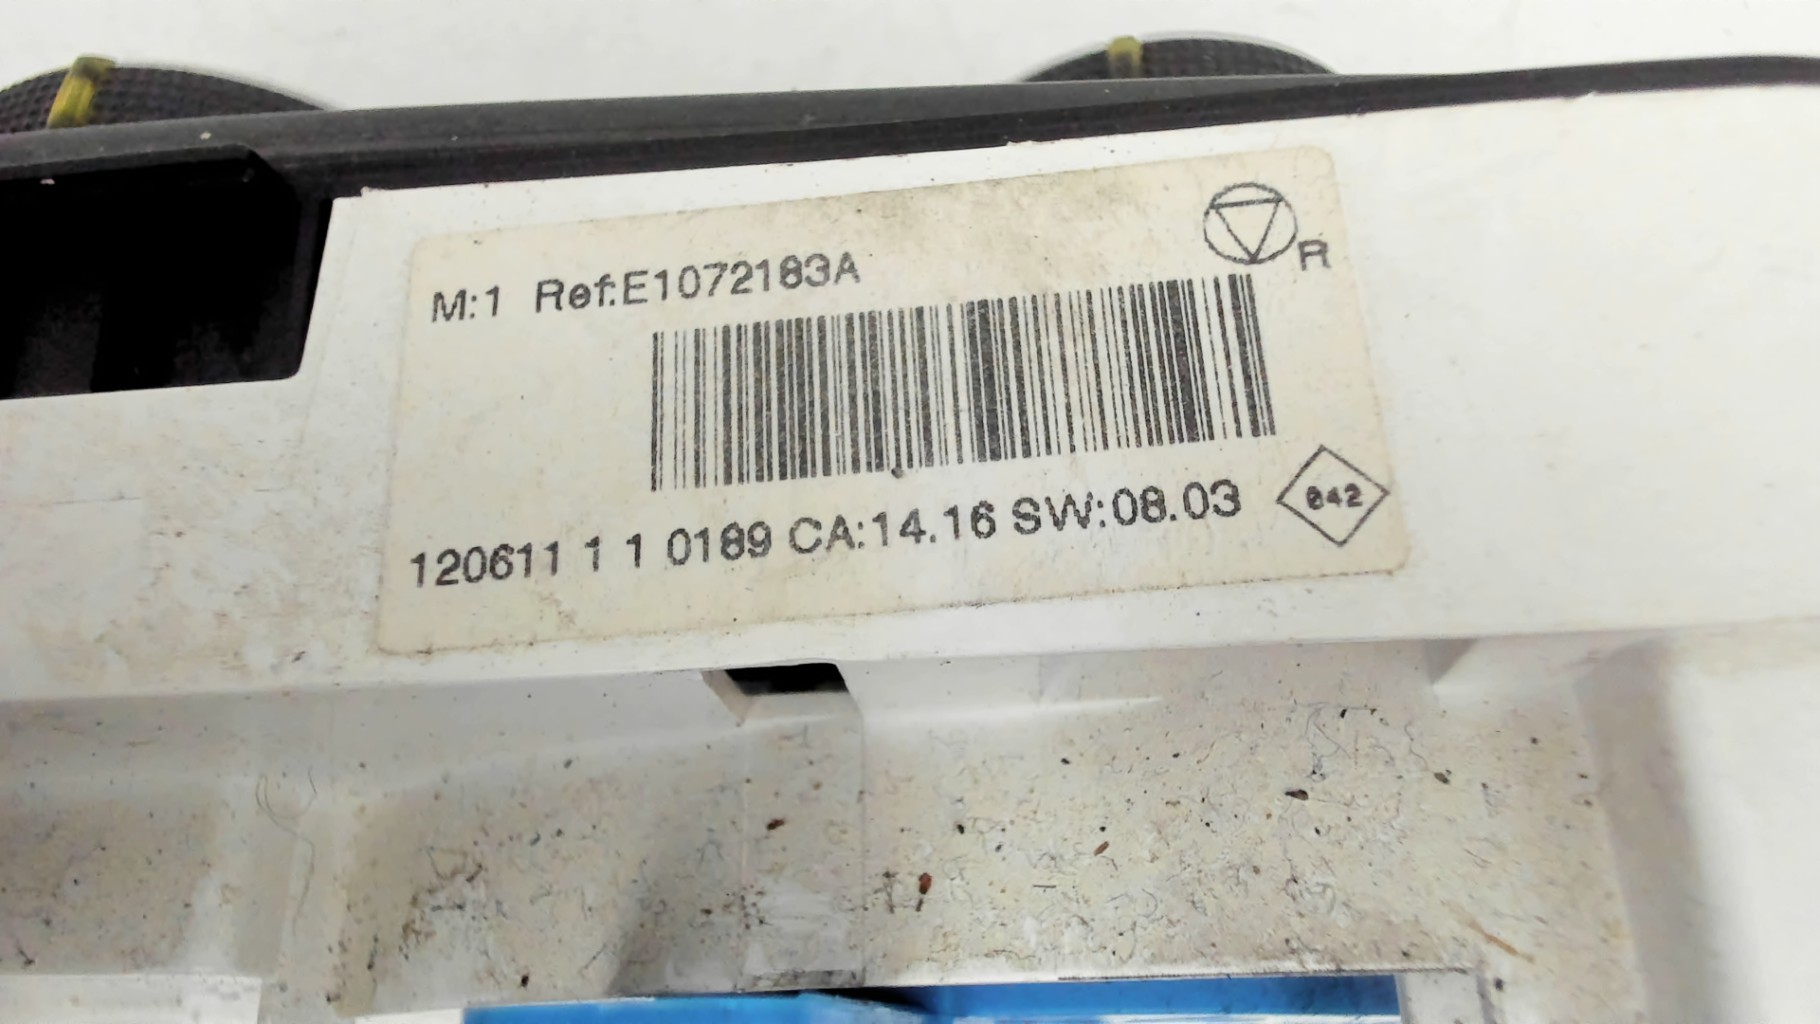 M:1 Ref:E1072183A
R
120611 1 1 0189 CA:14.16 SW:08.03
842